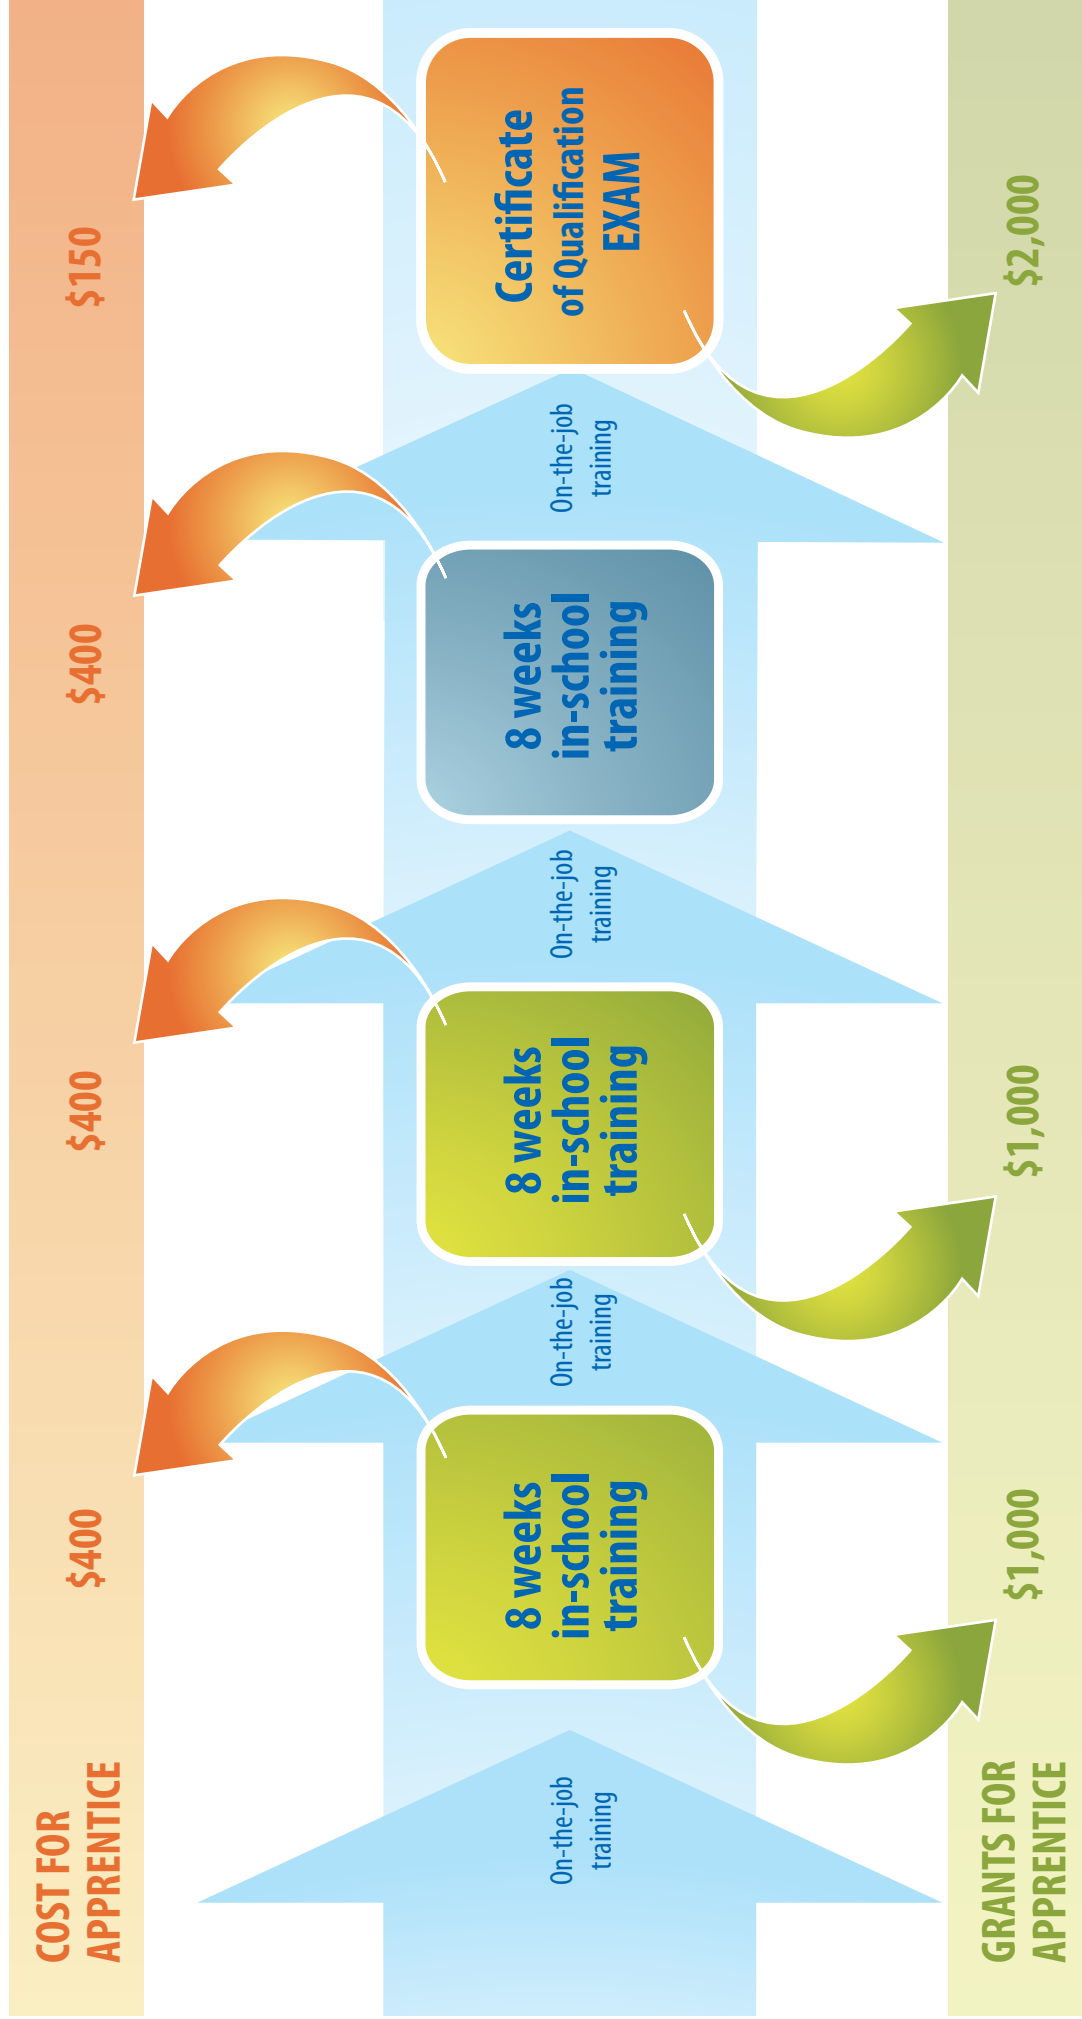 COST FOR
APPRENTICE
$400
$400
$400
$150
On-the-job
training
8 weeks
in-school
training
On-the-job
training
8 weeks
in-school
training
On-the-job
training
8 weeks
in-school
training
On-the-job
training
Certificate
of Qualification
EXAM
GRANTS FOR
APPRENTICE
$1,000
$1,000
$2,000